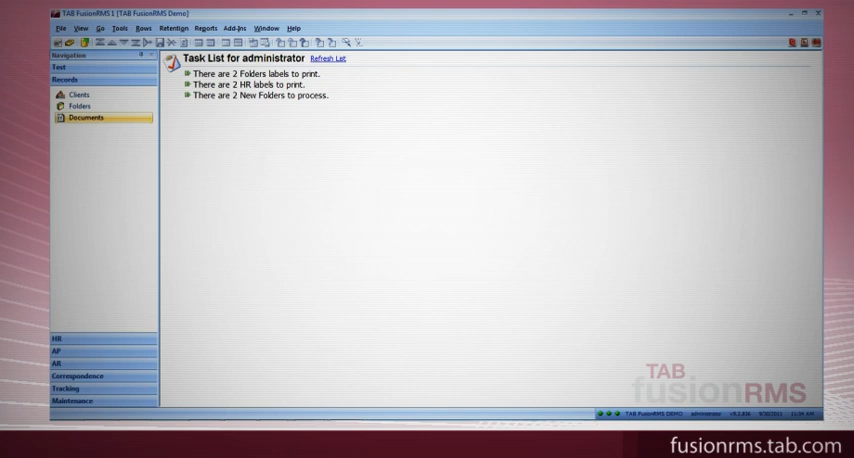 TAB FusionRMS 1 [TAB FusionRMS Demo]
File View Go Tools Rows Retention Reports Add-Ins Window Help
Navigation
Text
Records
Clients
Folders
Documents
HR
AP
AR
Correspondence
Tracking
Maintenance
Task List for administrator Refresh List
There are 2 Folders labels to print.
There are 2 HR labels to print.
There are 2 New Folders to process.
TAB
fusionRMS
TAB FusionRMS DEMO administrator 9/30/2011
fusionrms.tab.com